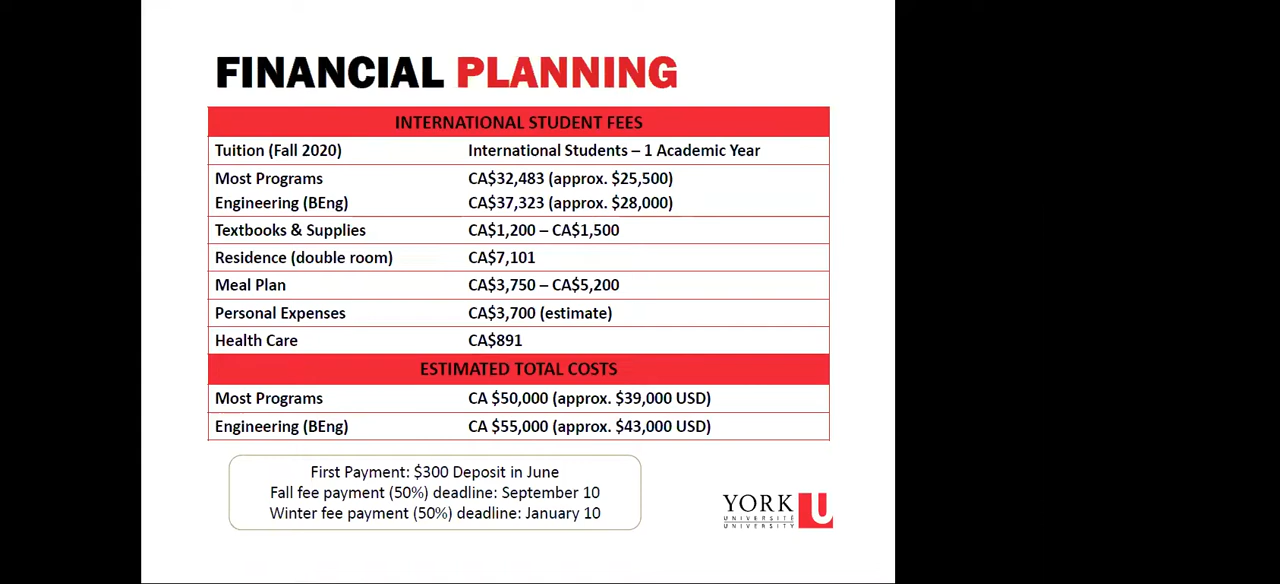 FINANCIAL PLANNING
INTERNATIONAL STUDENT FEES
Tuition (Fall 2020) International Students – 1 Academic Year
Most Programs CA$32,483 (approx. $25,500)
Engineering (BEng) CA$37,323 (approx. $28,000)
Textbooks & Supplies CA$1,200 – CA$1,500
Residence (double room) CA$7,101
Meal Plan CA$3,750 – CA$5,200
Personal Expenses CA$3,700 (estimate)
Health Care CA$891
ESTIMATED TOTAL COSTS
Most Programs CA $50,000 (approx. $39,000 USD)
Engineering (BEng) CA $55,000 (approx. $43,000 USD)
First Payment: $300 Deposit in June
Fall fee payment (50%) deadline: September 10
Winter fee payment (50%) deadline: January 10
YORK U
UNIVERSITÉ
UNIVERSITY